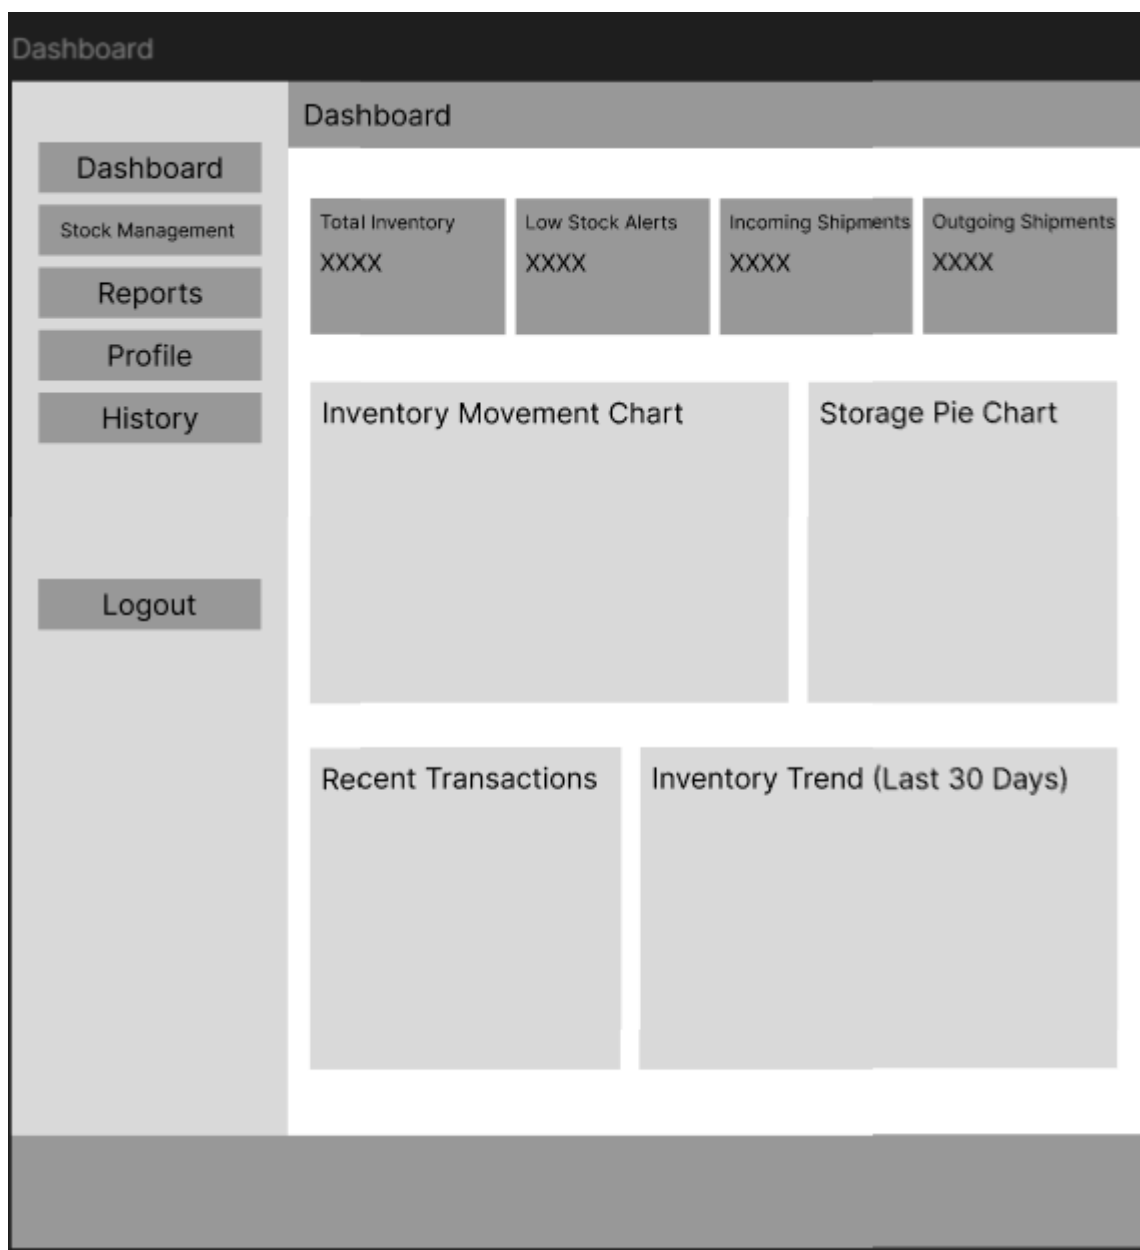 Dashboard
Dashboard
Dashboard
Stock Management
Reports
Profile
History
Logout
Total Inventory
XXXX
Low Stock Alerts
XXXX
Incoming Shipments
XXXX
Outgoing Shipments
XXXX
Inventory Movement Chart
Storage Pie Chart
Recent Transactions
Inventory Trend (Last 30 Days)